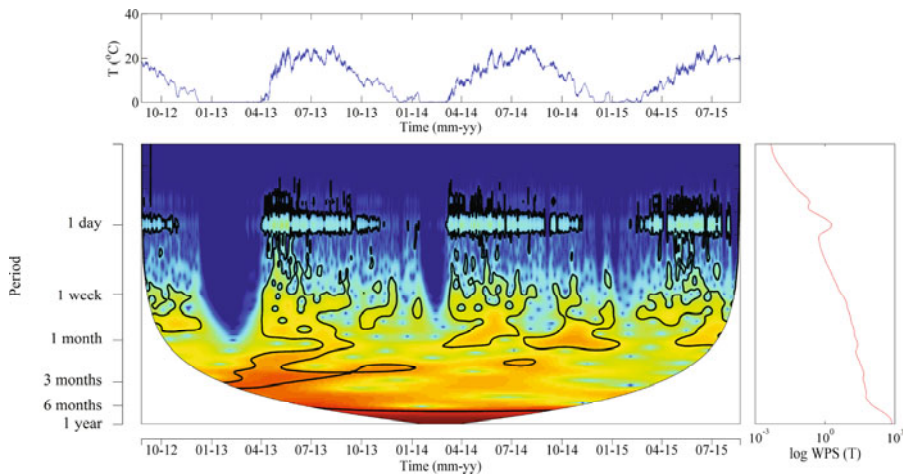 40
20
0
T (°C)
10-12 01-13 04-13 07-13 10-13 01-14 04-14 07-14 10-14 01-15 04-15 07-15
Time (mm-yy)
Period
1 day
1 week
1 month
3 months
6 months
1 year
10-12 01-13 04-13 07-13 10-13 01-14 04-14 07-14 10-14 01-15 04-15 07-15
Time (mm-yy)
10⁻³ 10⁰ 10³
log WPS (T)